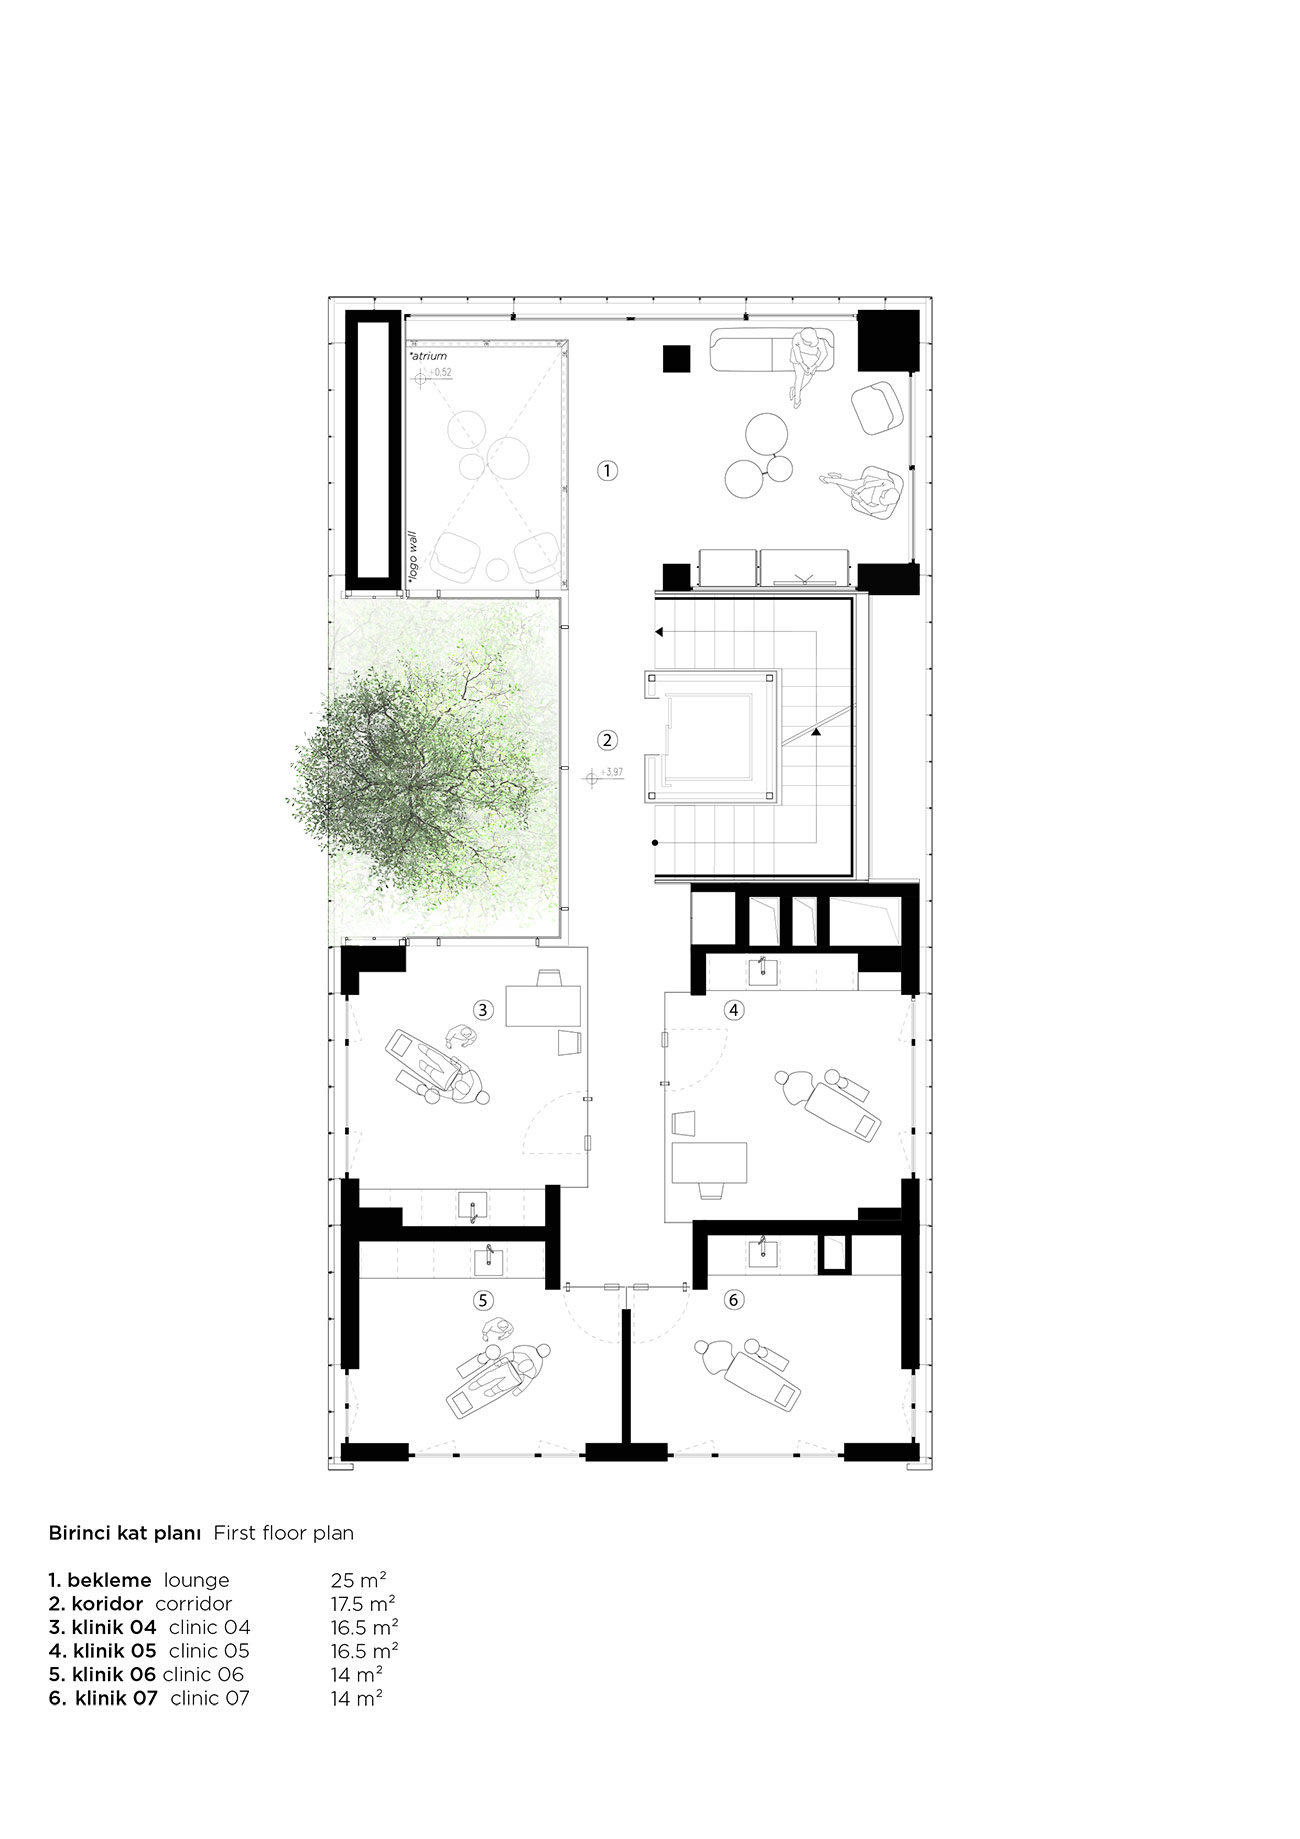 *atrium
+0,52
*logo wall
1
2
+3,97
3
4
5
6
Birinci kat planı First floor plan
1. bekleme lounge 25 m²
2. koridor corridor 17.5 m²
3. klinik 04 clinic 04 16.5 m²
4. klinik 05 clinic 05 16.5 m²
5. klinik 06 clinic 06 14 m²
6. klinik 07 clinic 07 14 m²